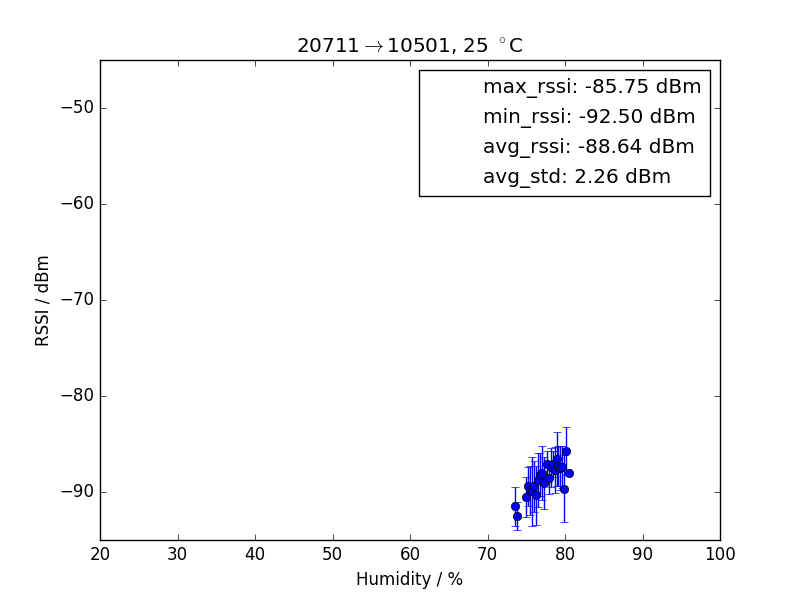 20711→10501, 25 °C
max_rssi: -85.75 dBm
min_rssi: -92.50 dBm
avg_rssi: -88.64 dBm
avg_std: 2.26 dBm
RSSI / dBm
−50
−60
−70
−80
−90
20 30 40 50 60 70 80 90 100
Humidity / %